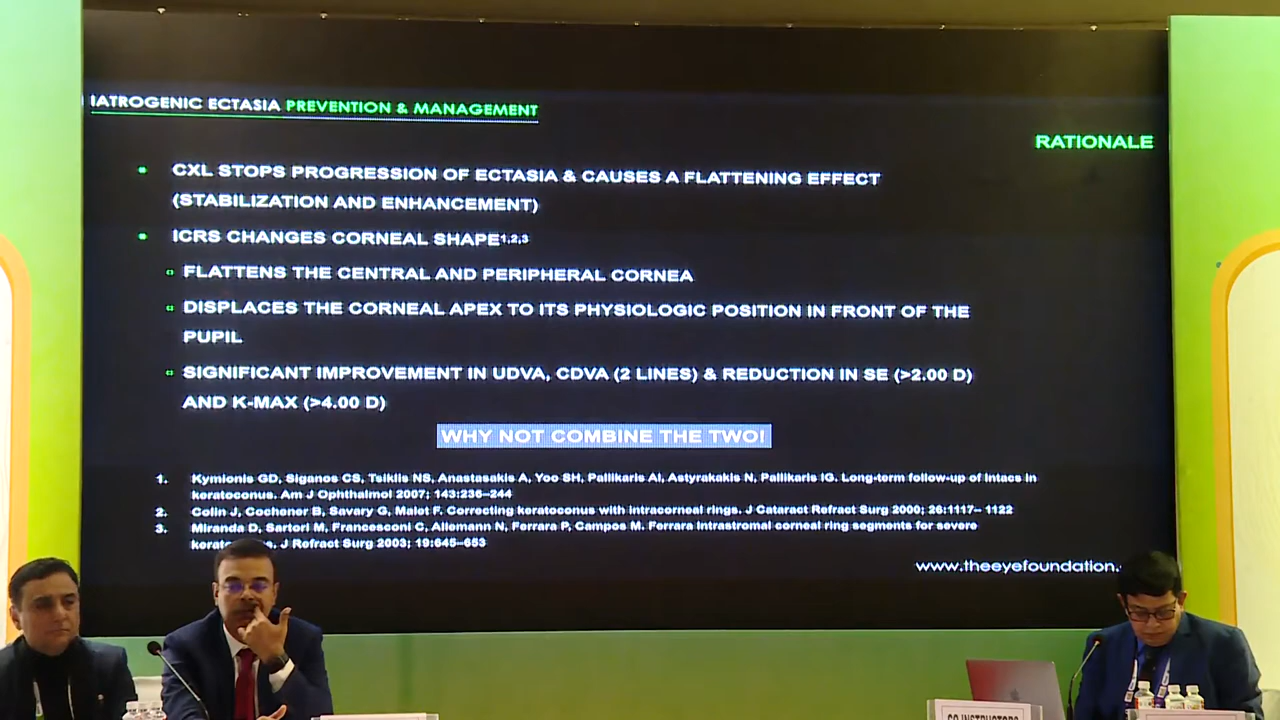 IATROGENIC ECTASIA PREVENTION & MANAGEMENT
RATIONALE
CXL STOPS PROGRESSION OF ECTASIA & CAUSES A FLATTENING EFFECT
(STABILIZATION AND ENHANCEMENT)
ICRS CHANGES CORNEAL SHAPE1,2,3
FLATTENS THE CENTRAL AND PERIPHERAL CORNEA
DISPLACES THE CORNEAL APEX TO ITS PHYSIOLOGIC POSITION IN FRONT OF THE
PUPIL
SIGNIFICANT IMPROVEMENT IN UDVA, CDVA (2 LINES) & REDUCTION IN SE (>2.00 D)
AND K-MAX (>4.00 D)
WHY NOT COMBINE THE TWO!
1. Kymionis GD, Siganos CS, Tsiklis NS, Anastasakis A, Yoo SH, Pallikaris AI, Astyrakakis N, Pallikaris IG. Long-term follow-up of Intacs in
keratoconus. Am J Ophthalmol 2007; 143:236–244
2. Colin J, Cochener B, Savary G, Malet F. Correcting keratoconus with intracorneal rings. J Cataract Refract Surg 2000; 26:1117– 1122
3. Miranda D, Sartori M, Francesconi C, Allemann N, Ferrara P, Campos M. Ferrara intrastromal corneal ring segments for severe
J Refract Surg 2003; 19:645–653
www.theeyefoundation.
CO INSTRUCTORS